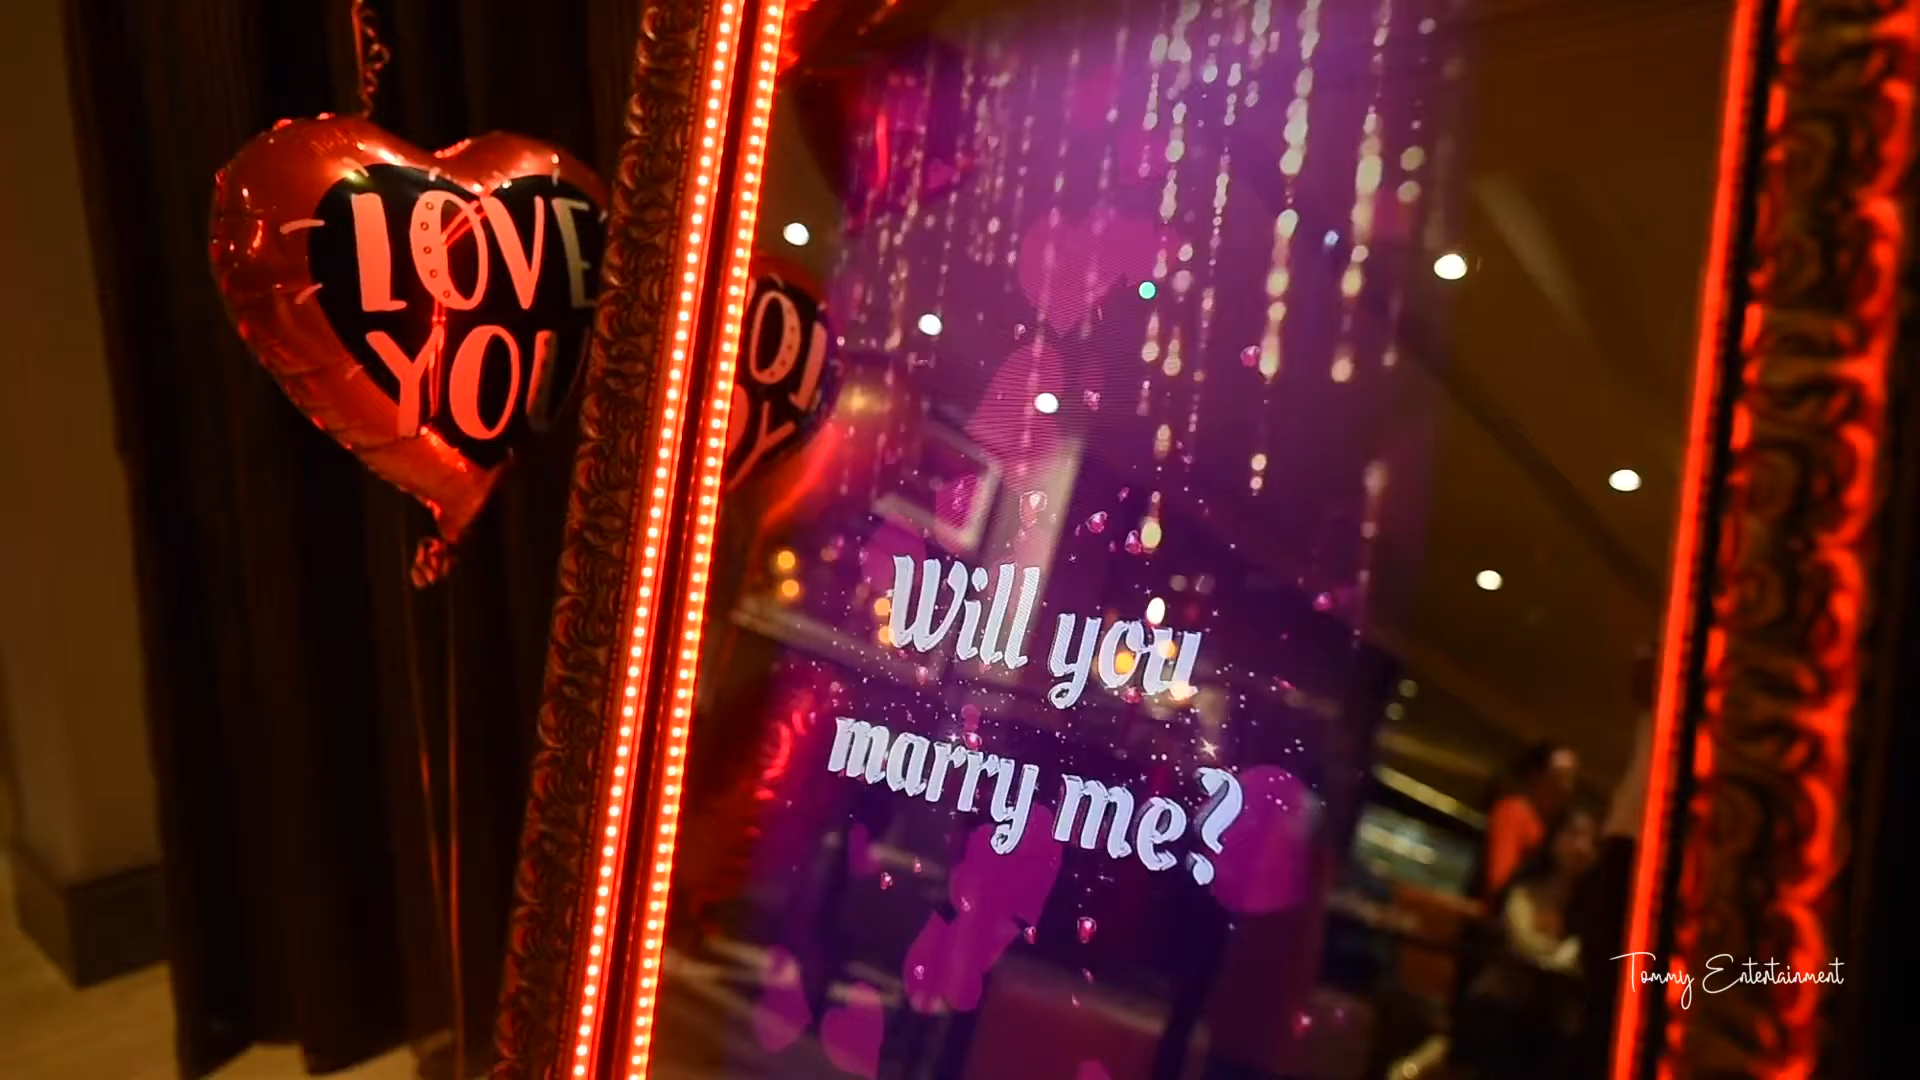 LOVE
YOU
Will you
marry me?
Tommy Entertainment